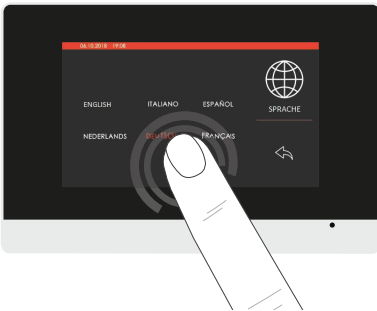 06.10.2018 19:08
ENGLISH ITALIANO ESPAÑOL
SPRACHE
NEDERLANDS FRANÇAIS